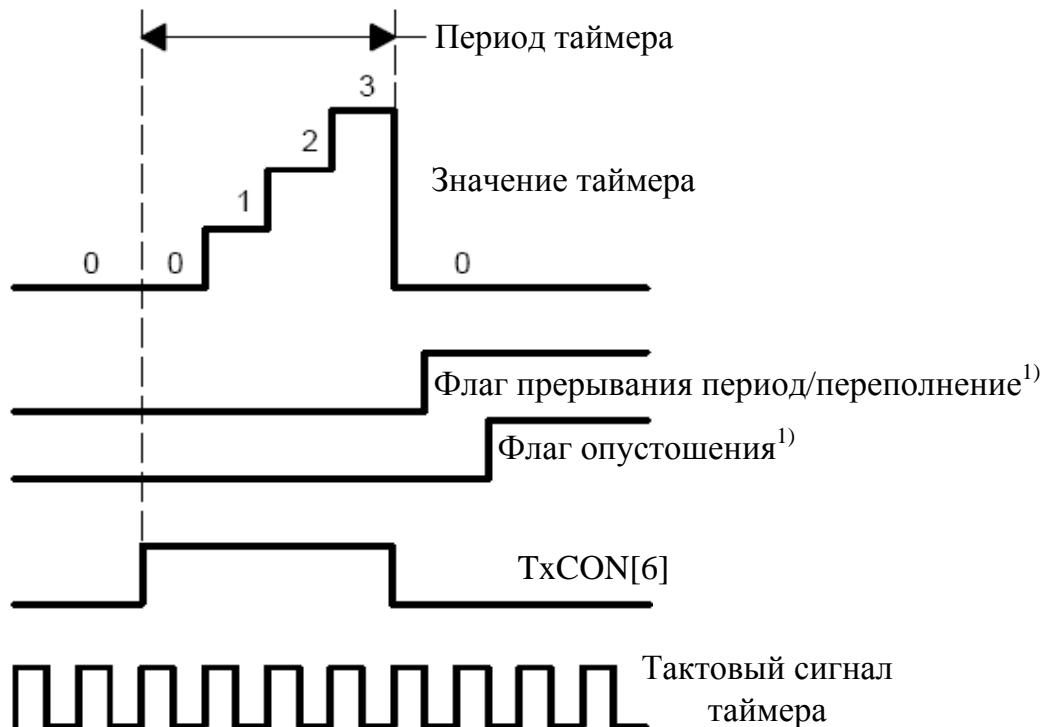 Период таймера
3
2
Значение таймера
1
0 0 0
Флаг прерывания период/переполнение1)
Флаг опустошения1)
TxCON[6]
Тактовый сигнал
таймера